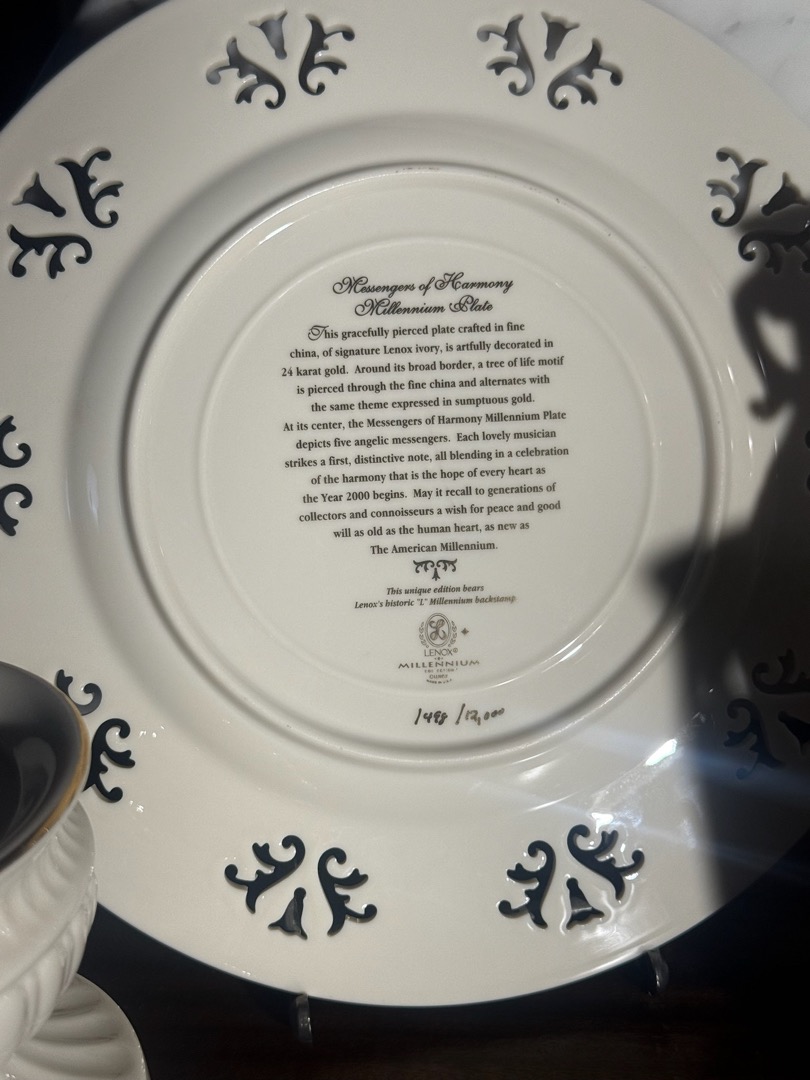 Messengers of Harmony
Millennium Plate
This gracefully pierced plate crafted in fine
china, of signature Lenox ivory, is artfully decorated in
24 karat gold. Around its broad border, a tree of life motif
is pierced through the fine china and alternates with
the same theme expressed in sumptuous gold.
At its center, the Messengers of Harmony Millennium Plate
depicts five angelic messengers. Each lovely musician
strikes a first, distinctive note, all blending in a celebration
of the harmony that is the hope of every heart as
the Year 2000 begins. May it recall to generations of
collectors and connoisseurs a wish for peace and good
will as old as the human heart, as new as
The American Millennium.
This unique edition bears
Lenox's historic "L" Millennium backstamp.
L
LENOX®
MILLENNIUM
1498 /12,000